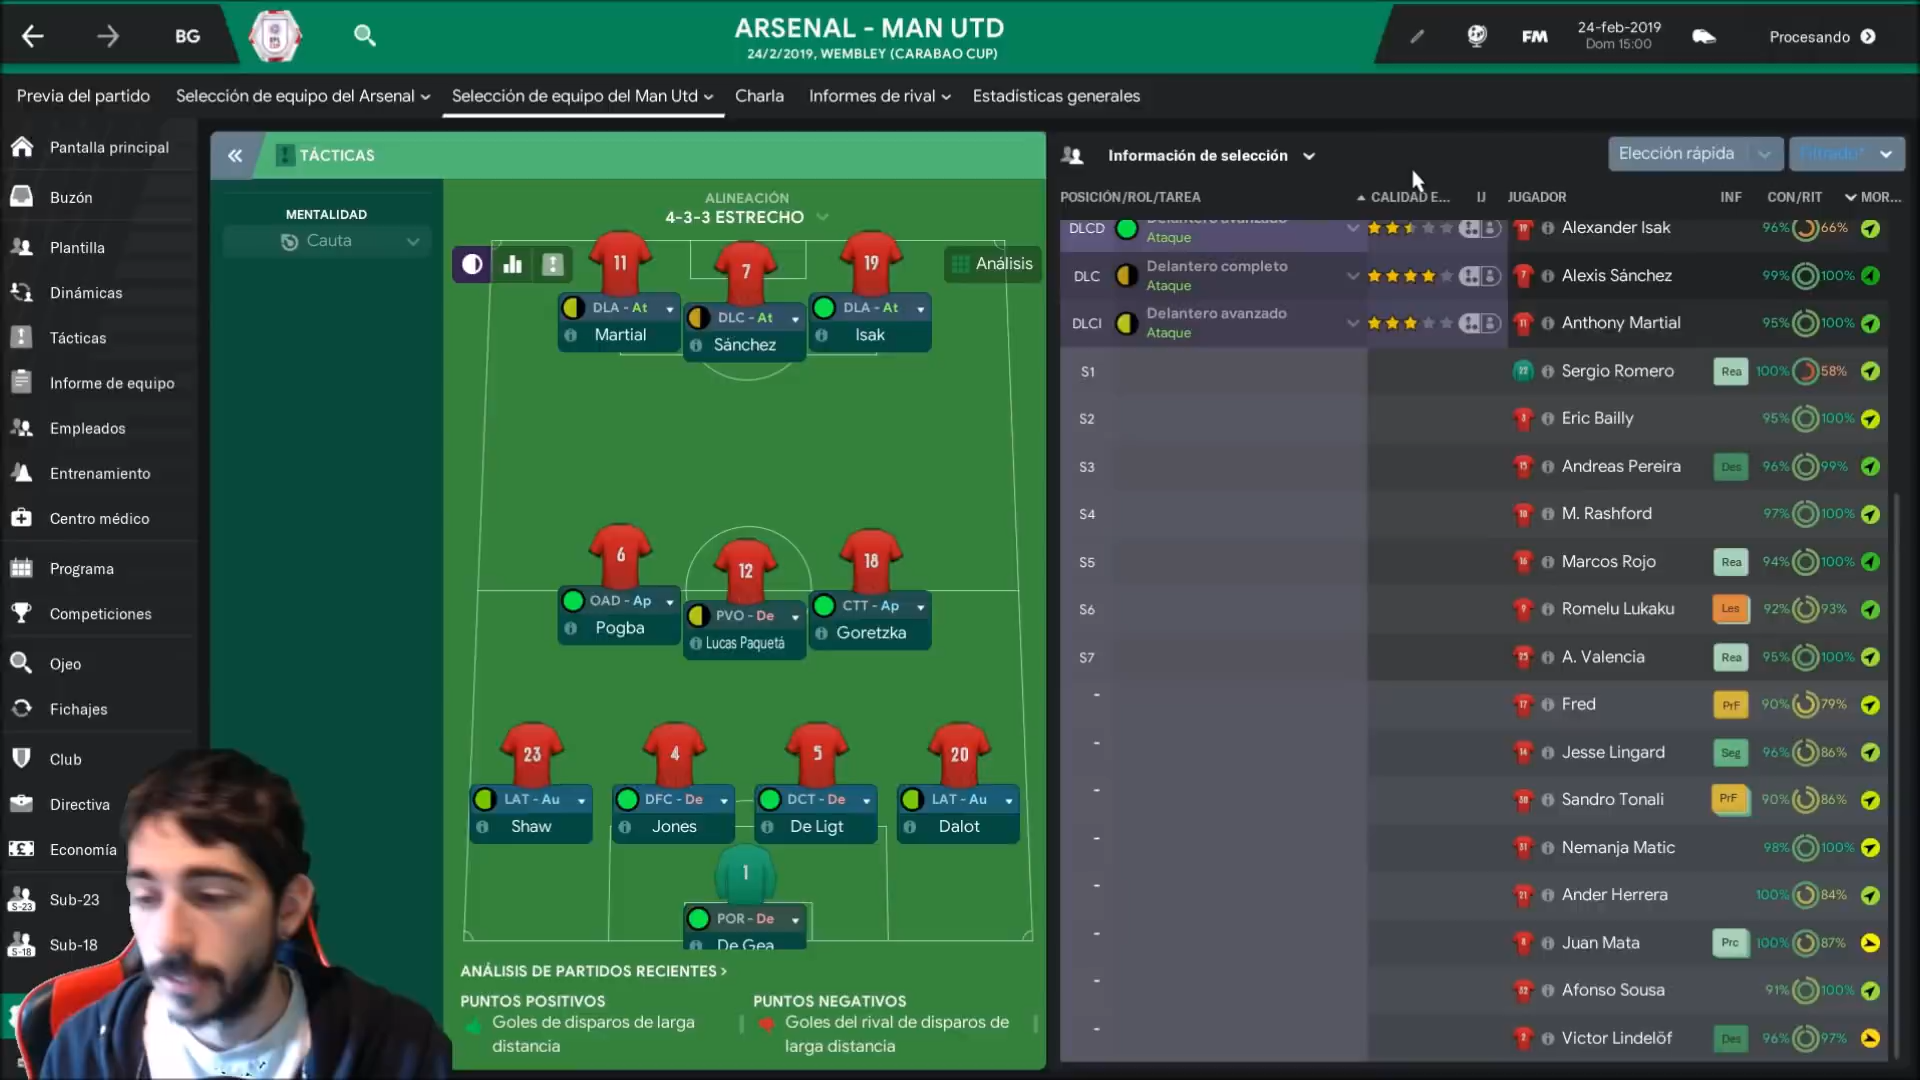 BG
ARSENAL - MAN UTD
24/2/2019, WEMBLEY (CARABAO CUP)
FM
24-feb-2019
Dom 15:00
Procesando
Previa del partido
Selección de equipo del Arsenal
Selección de equipo del Man Utd
Charla
Informes de rival
Estadísticas generales
Pantalla principal
Buzón
Plantilla
Dinámicas
Tácticas
Informe de equipo
Empleados
Entrenamiento
Centro médico
Programa
Competiciones
Ojeo
Fichajes
Club
Directiva
Economía
S-23
Sub-23
S-18
Sub-18
TÁCTICAS
MENTALIDAD
Cauta
ALINEACIÓN
4-3-3 ESTRECHO
Análisis
11
7
19
DLA - At
Martial
DLC - At
Sánchez
DLA - At
Isak
6
12
18
OAD - Ap
Pogba
PVO - De
Lucas Paquetá
CTT - Ap
Goretzka
23
4
5
20
LAT - Au
Shaw
DFC - De
Jones
DCT - De
De Ligt
LAT - Au
Dalot
1
POR - De
De Gea
ANÁLISIS DE PARTIDOS RECIENTES >
PUNTOS POSITIVOS
Goles de disparos de larga
distancia
PUNTOS NEGATIVOS
Goles del rival de disparos de
larga distancia
Información de selección
Elección rápida
Filtrado*
POSICIÓN/ROL/TAREA
CALIDAD E...
IJ
JUGADOR
INF
CON/RIT
MOR...
DLCD
Delantero avanzado
Ataque
Alexander Isak
96%
66%
DLC
Delantero completo
Ataque
Alexis Sánchez
99%
100%
DLCI
Delantero avanzado
Ataque
Anthony Martial
95%
100%
S1
Sergio Romero
Rea
100%
58%
S2
Eric Bailly
95%
100%
S3
Andreas Pereira
Des
96%
99%
S4
M. Rashford
97%
100%
S5
Marcos Rojo
Rea
94%
100%
S6
Romelu Lukaku
Les
92%
93%
S7
A. Valencia
Rea
95%
100%
-
Fred
PrF
90%
79%
-
Jesse Lingard
Seg
96%
86%
-
Sandro Tonali
PrF
90%
86%
-
Nemanja Matic
98%
100%
-
Ander Herrera
100%
84%
-
Juan Mata
Prc
100%
87%
-
Afonso Sousa
91%
100%
-
Victor Lindelöf
Des
96%
97%